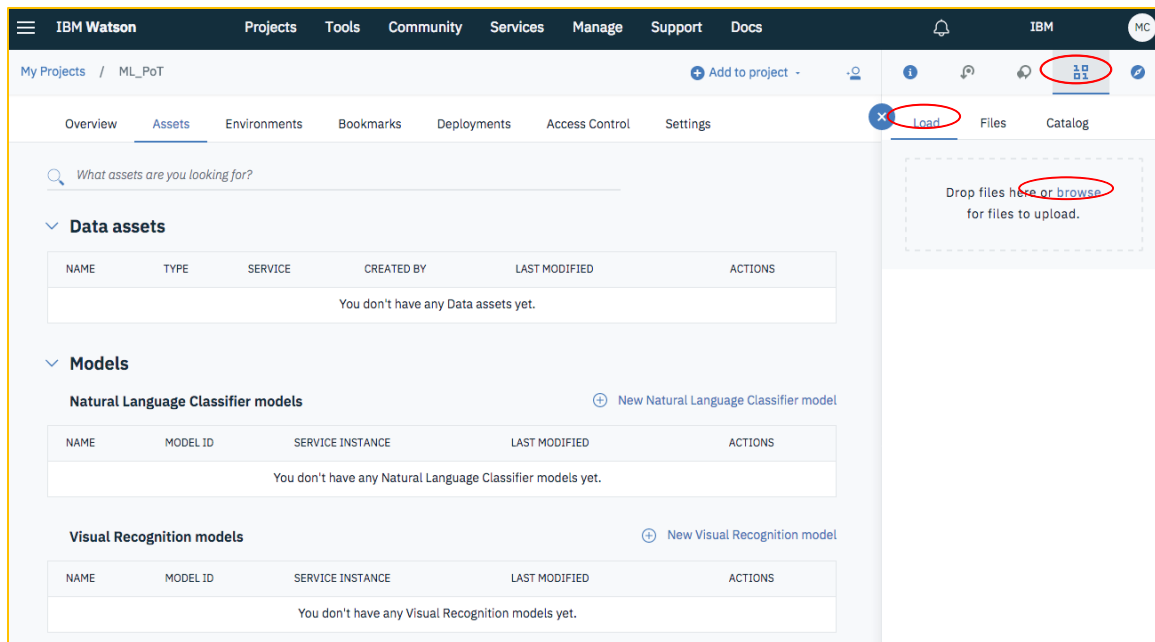 IBM Watson Projects Tools Community Services Manage Support Docs IBM MC
My Projects / ML_PoT Add to project
Overview Assets Environments Bookmarks Deployments Access Control Settings
Load Files Catalog
What assets are you looking for?
Drop files here or browse
for files to upload.
Data assets
NAME TYPE SERVICE CREATED BY LAST MODIFIED ACTIONS
You don't have any Data assets yet.
Models
Natural Language Classifier models New Natural Language Classifier model
NAME MODEL ID SERVICE INSTANCE LAST MODIFIED ACTIONS
You don't have any Natural Language Classifier models yet.
Visual Recognition models New Visual Recognition model
NAME MODEL ID SERVICE INSTANCE LAST MODIFIED ACTIONS
You don't have any Visual Recognition models yet.